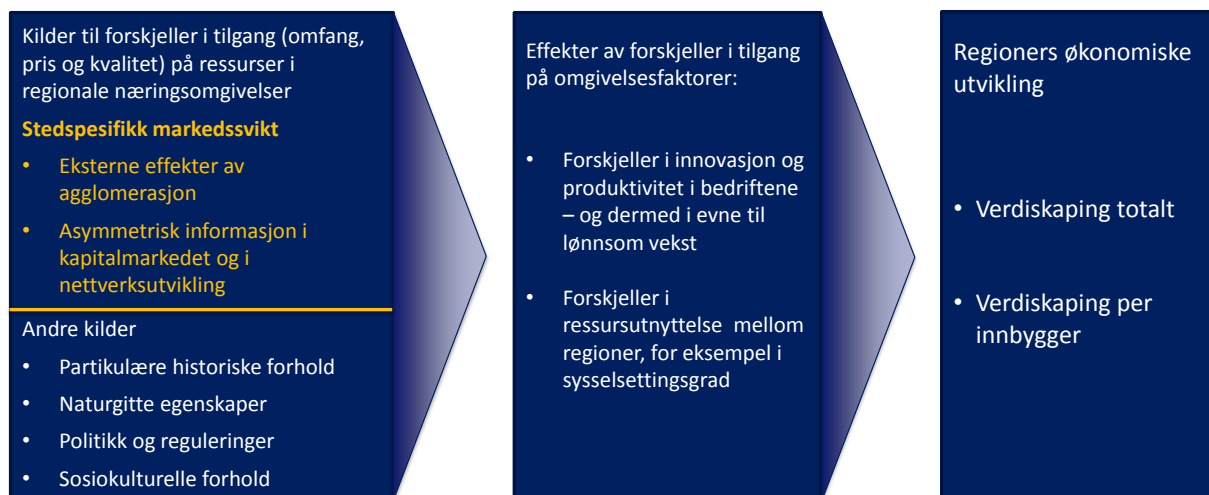 Kilder til forskjeller i tilgang (omfang,
pris og kvalitet) på ressurser i
regionale næringsomgivelser
Stedspesifikk markedssvikt
• Eksterne effekter av
agglomerasjon
• Asymmetrisk informasjon i
kapitalmarkedet og i
nettverksutvikling
Andre kilder
• Partikulære historiske forhold
• Naturgitte egenskaper
• Politikk og reguleringer
• Sosiokulturelle forhold
Effekter av forskjeller i tilgang
på omgivelsesfaktorer:
• Forskjeller i innovasjon og
produktivitet i bedriftene
– og dermed i evne til
lønnsom vekst
• Forskjeller i
ressursutnyttelse mellom
regioner, for eksempel i
sysselsettingsgrad
Regioners økonomiske
utvikling
• Verdiskaping totalt
• Verdiskaping per
innbygger